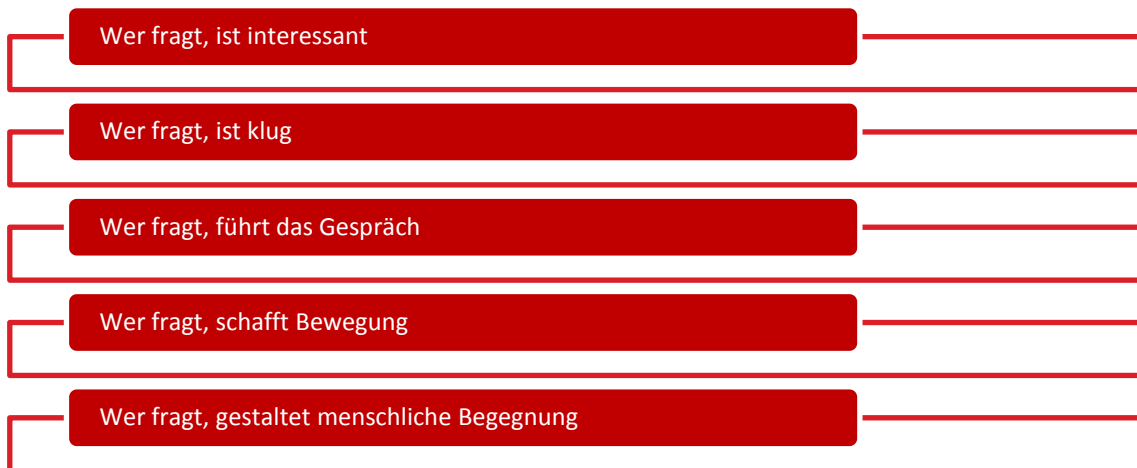 Wer fragt, ist interessant
Wer fragt, ist klug
Wer fragt, führt das Gespräch
Wer fragt, schafft Bewegung
Wer fragt, gestaltet menschliche Begegnung